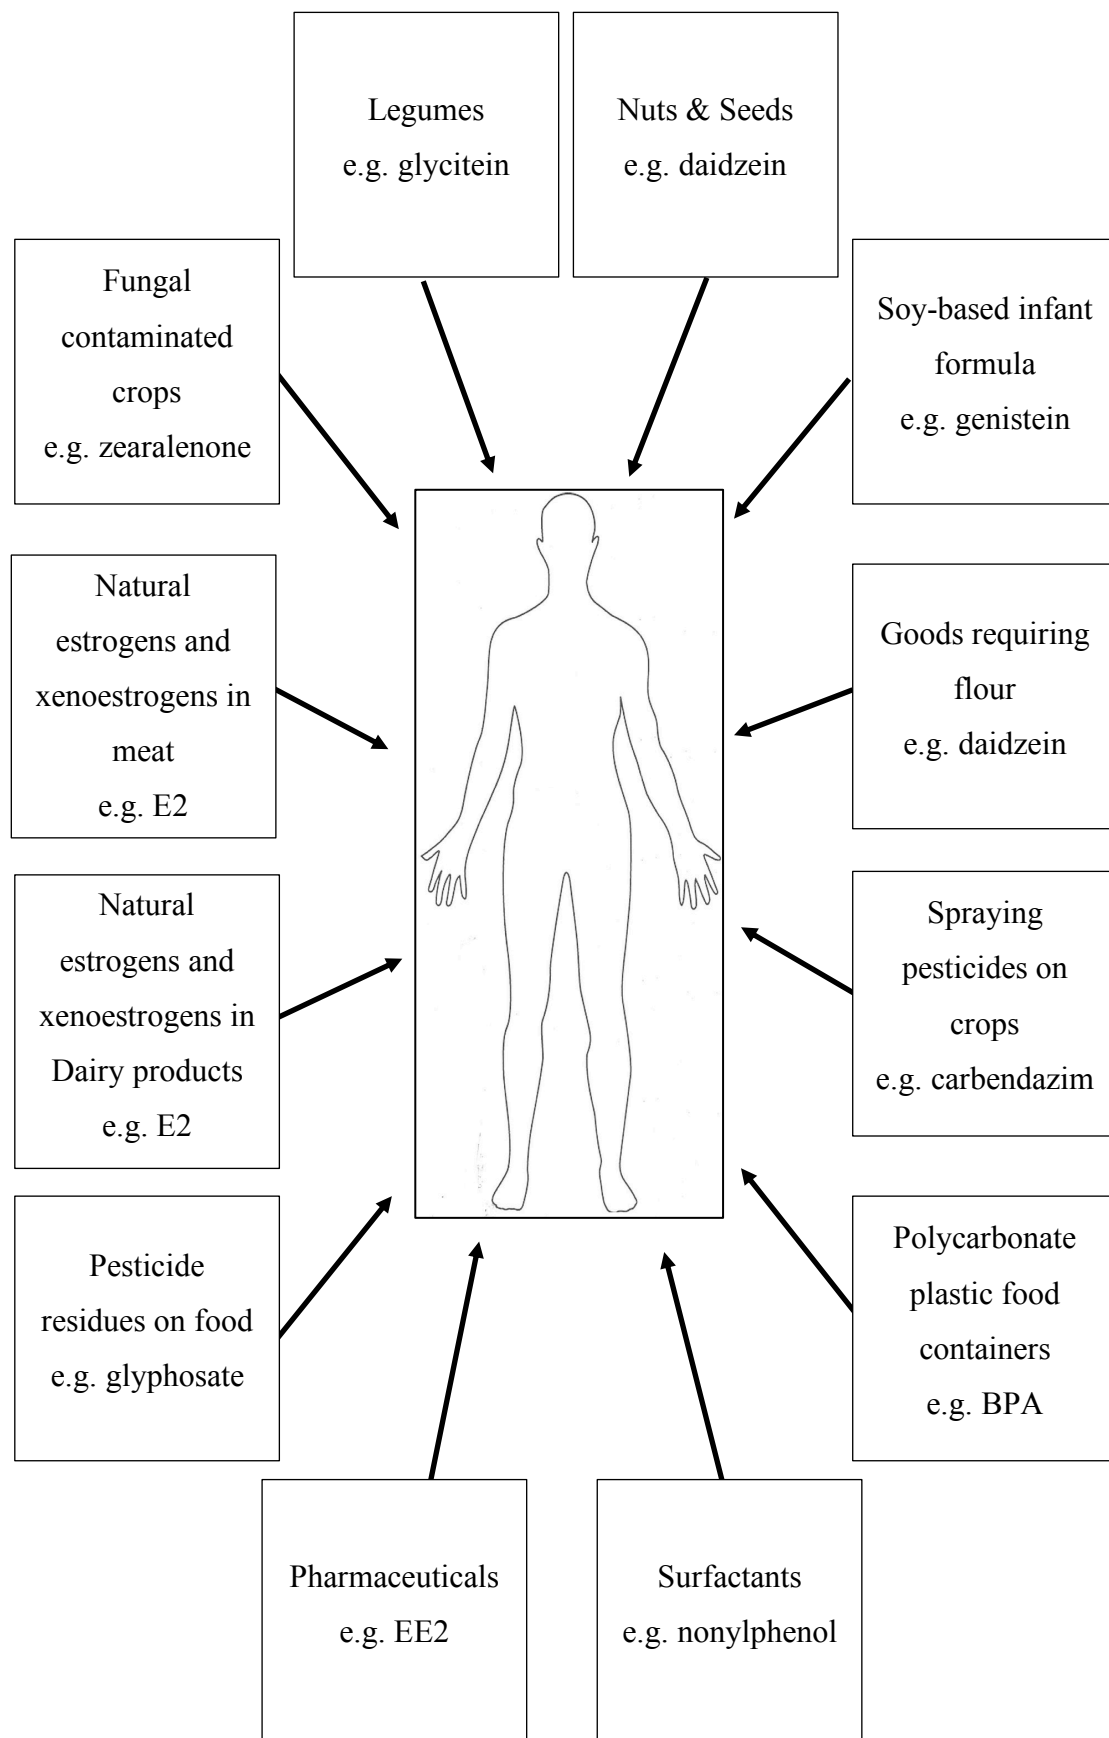 Legumes
e.g. glycitein
Nuts & Seeds
e.g. daidzein
Fungal
contaminated
crops
e.g. zearalenone
Soy-based infant
formula
e.g. genistein
Natural
estrogens and
xenoestrogens in
meat
e.g. E2
Goods requiring
flour
e.g. daidzein
Natural
estrogens and
xenoestrogens in
Dairy products
e.g. E2
Spraying
pesticides on
crops
e.g. carbendazim
Pesticide
residues on food
e.g. glyphosate
Polycarbonate
plastic food
containers
e.g. BPA
Pharmaceuticals
e.g. EE2
Surfactants
e.g. nonylphenol